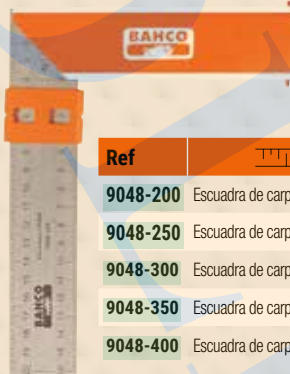 BAHCO
Ref
9048-200 Escuadra de carp
9048-250 Escuadra de carp
9048-300 Escuadra de carp
9048-350 Escuadra de carp
9048-400 Escuadra de carp
BAHCO